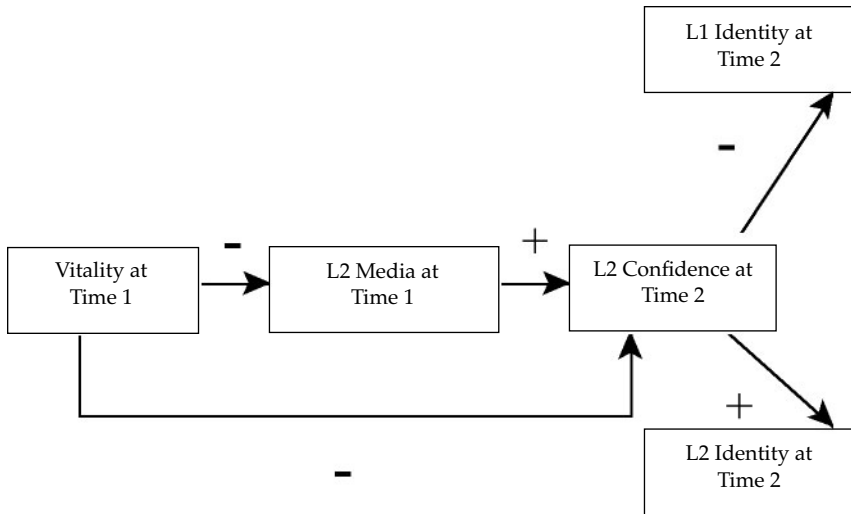 L1 Identity at
Time 2
-
-
+
Vitality at
Time 1
L2 Media at
Time 1
L2 Confidence at
Time 2
+
-
L2 Identity at
Time 2